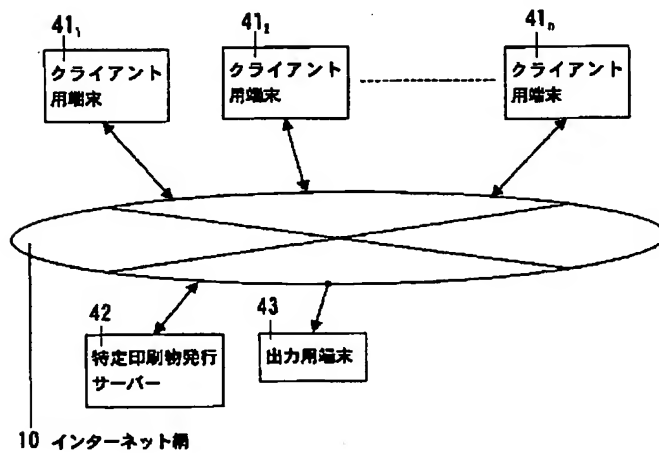 41₁
クライアント
用端末
41₂
クライアント
用端末
41ₙ
クライアント
用端末
42
特定印刷物発行
サーバー
43
出力用端末
10 インターネット網